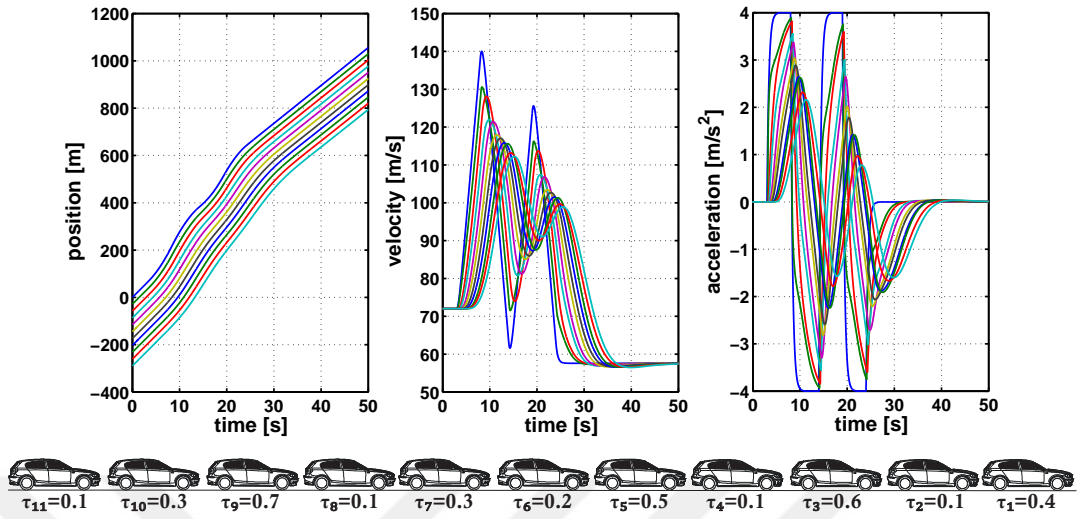 1200
1000
800
600
400
200
0
−200
−400
position [m]
0 10 20 30 40 50
time [s]
150
140
130
120
110
100
90
80
70
60
50
velocity [m/s]
0 10 20 30 40 50
time [s]
4
3
2
1
0
−1
−2
−3
−4
acceleration [m/s²]
0 10 20 30 40 50
time [s]
τ₁₁=0.1 τ₁₀=0.3 τ₉=0.7 τ₈=0.1 τ₇=0.3 τ₆=0.2 τ₅=0.5 τ₄=0.1 τ₃=0.6 τ₂=0.1 τ₁=0.4